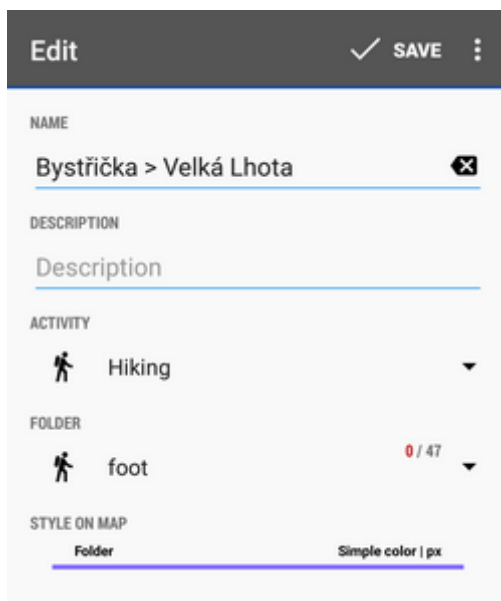 Edit SAVE
NAME
Bystřička > Velká Lhota
DESCRIPTION
Description
ACTIVITY
Hiking
FOLDER
foot 0 / 47
STYLE ON MAP
Folder Simple color | px